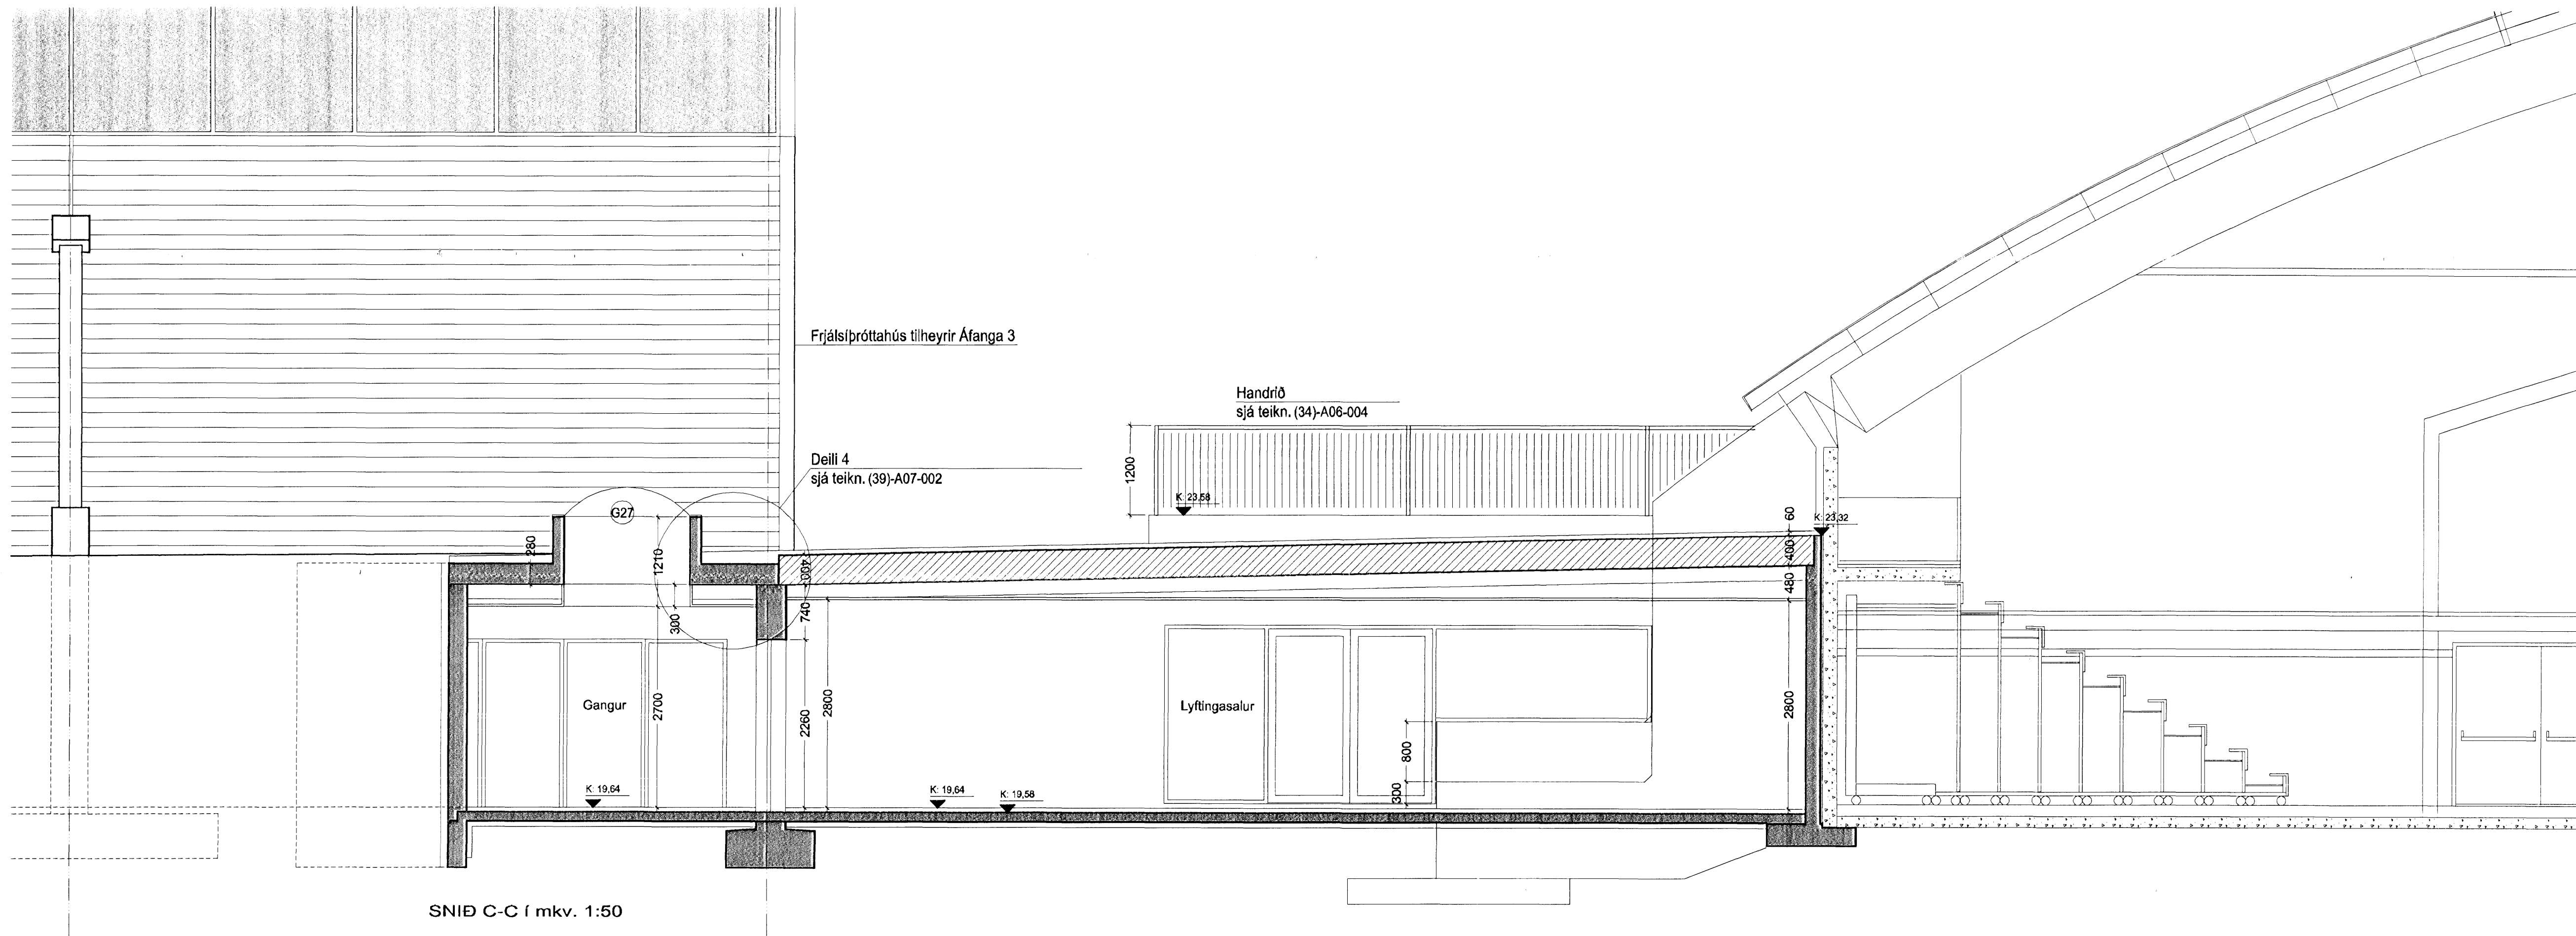 Frjálsíþróttahús tilheyrir Áfanga 3
Handrið
sjá teikn. (34)-A06-004
Deili 4
sjá teikn. (39)-A07-002
1200
K: 23,58
G27
60
K: 23,32
280
1210
400
400
480
300
740
Gangur
2700
2260
2800
Lyftingasalur
800
300
2800
K: 19,64
K: 19,64
K: 19,58
SNIÐ C-C í mkv. 1:50